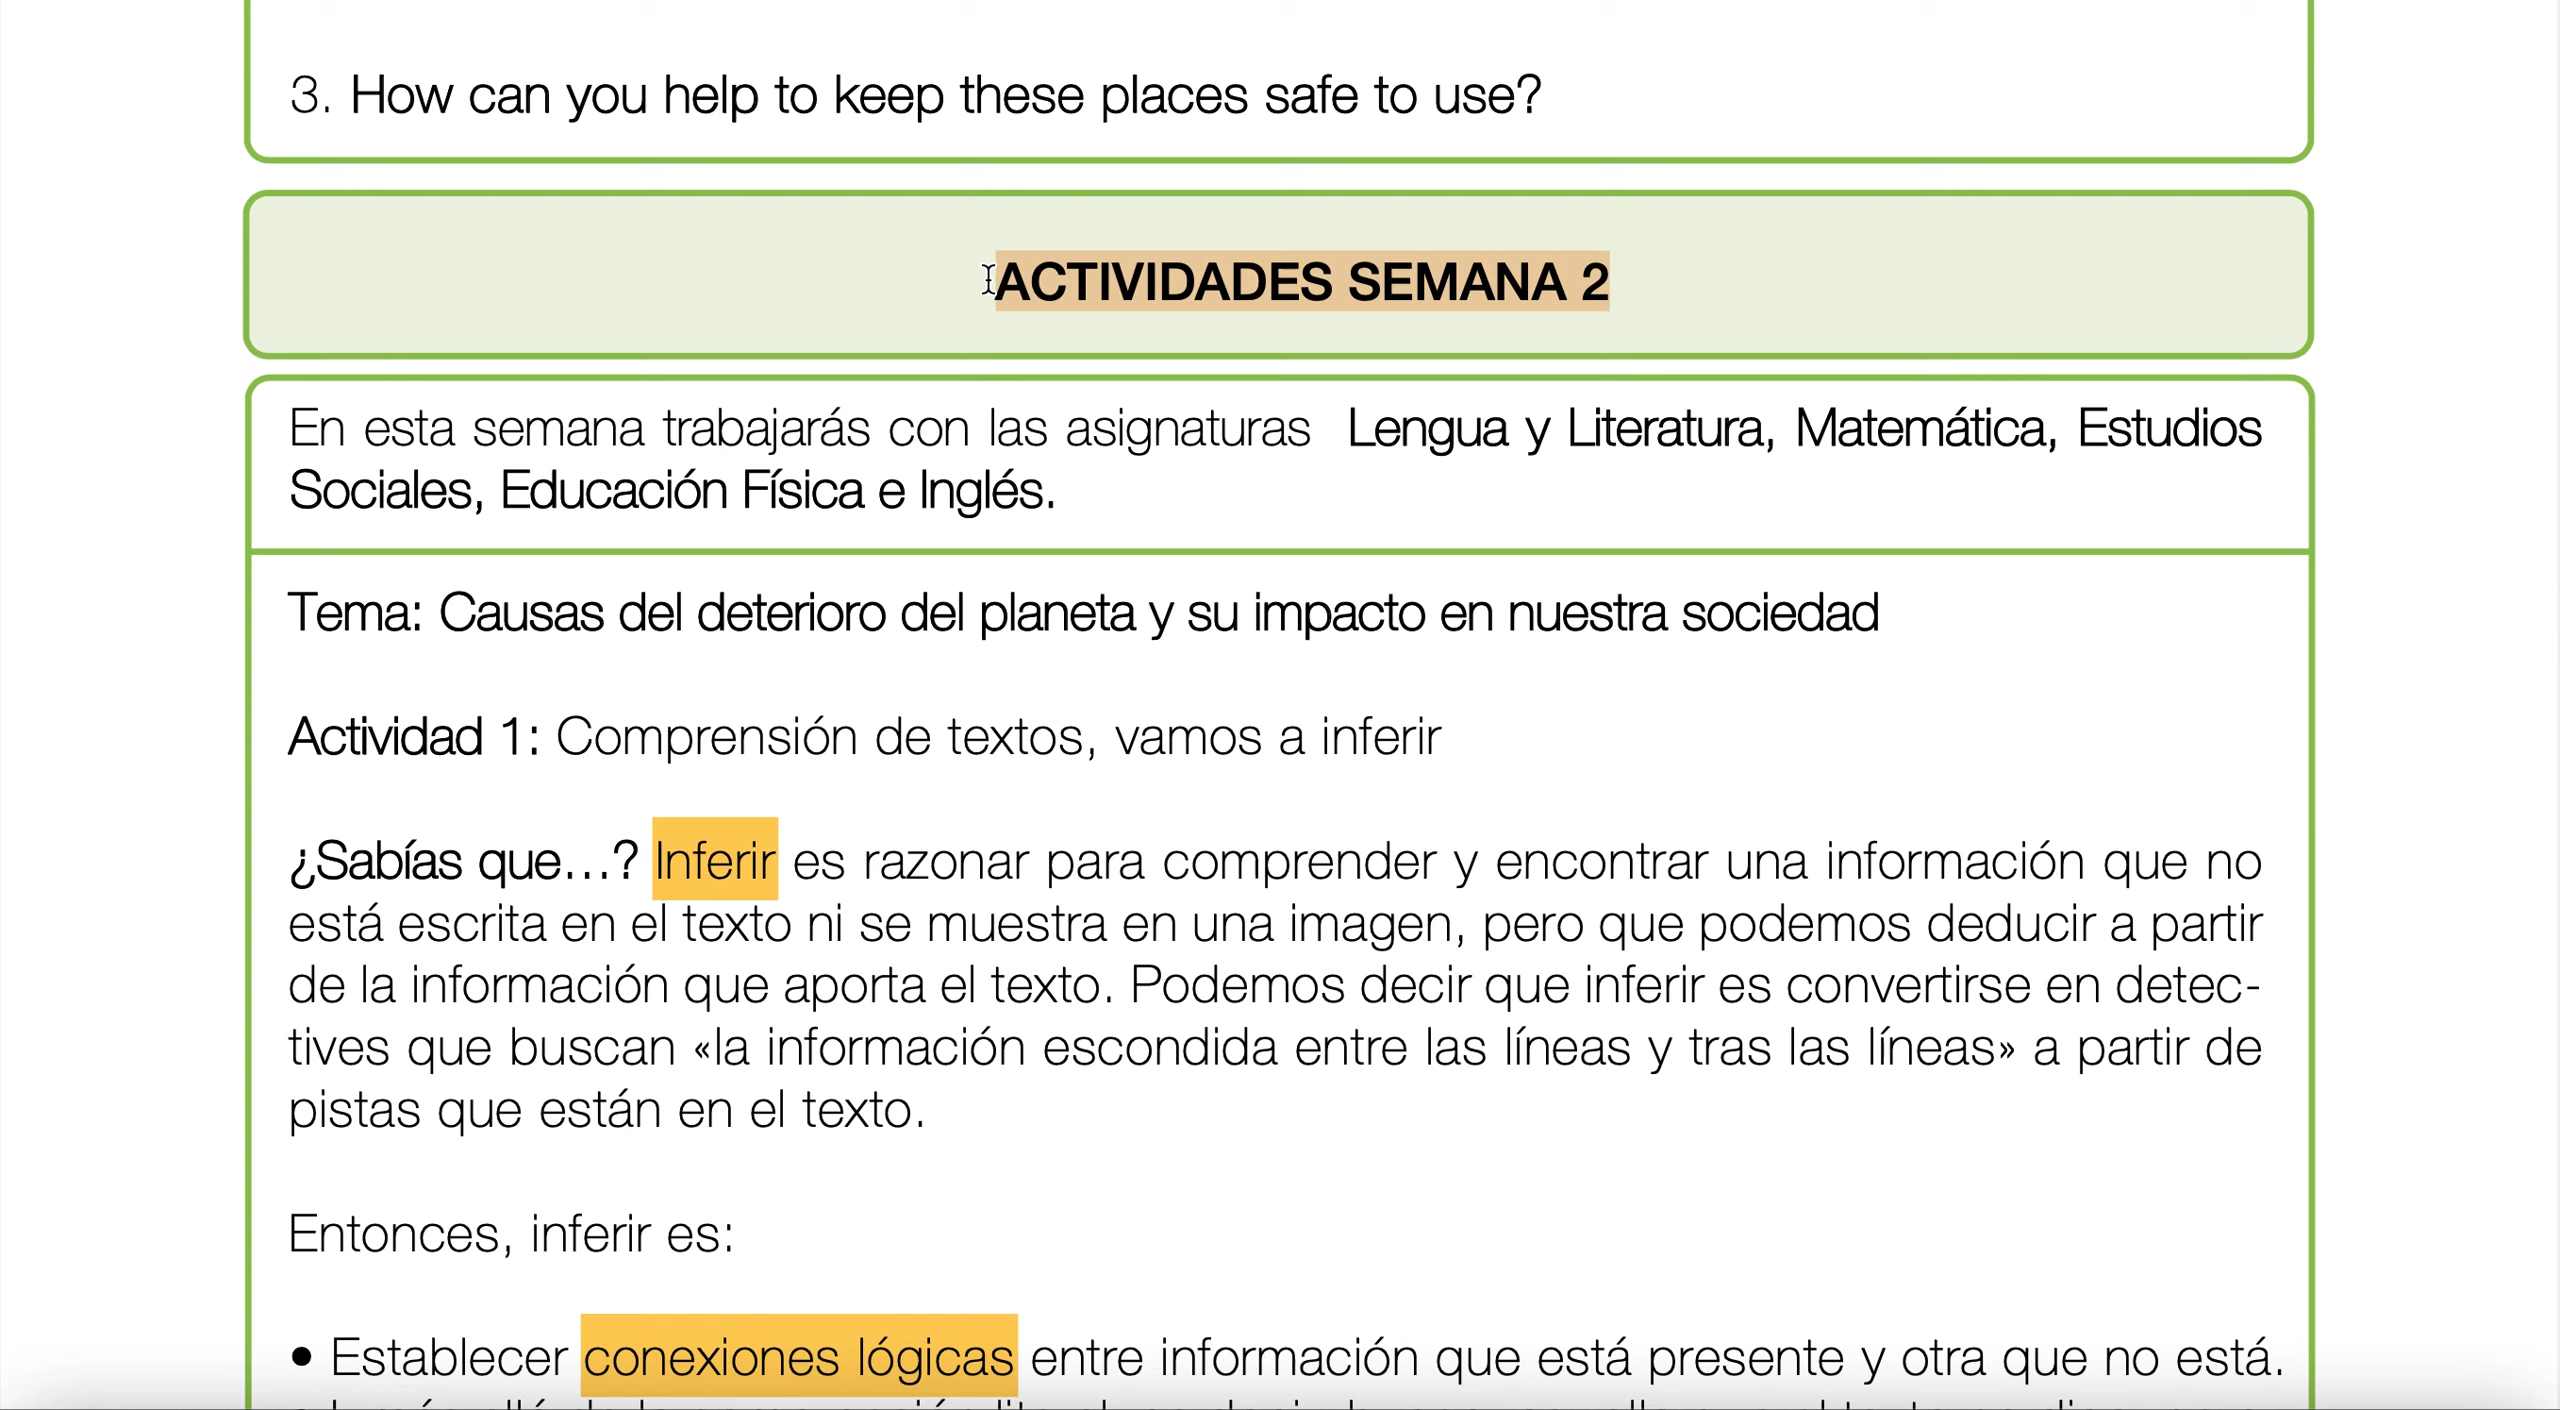 3. How can you help to keep these places safe to use?
ACTIVIDADES SEMANA 2
En esta semana trabajarás con las asignaturas Lengua y Literatura, Matemática, Estudios
Sociales, Educación Física e Inglés.
Tema: Causas del deterioro del planeta y su impacto en nuestra sociedad
Actividad 1: Comprensión de textos, vamos a inferir
¿Sabías que...? Inferir es razonar para comprender y encontrar una información que no
está escrita en el texto ni se muestra en una imagen, pero que podemos deducir a partir
de la información que aporta el texto. Podemos decir que inferir es convertirse en detec-
tives que buscan «la información escondida entre las líneas y tras las líneas» a partir de
pistas que están en el texto.
Entonces, inferir es:
• Establecer conexiones lógicas entre información que está presente y otra que no está.